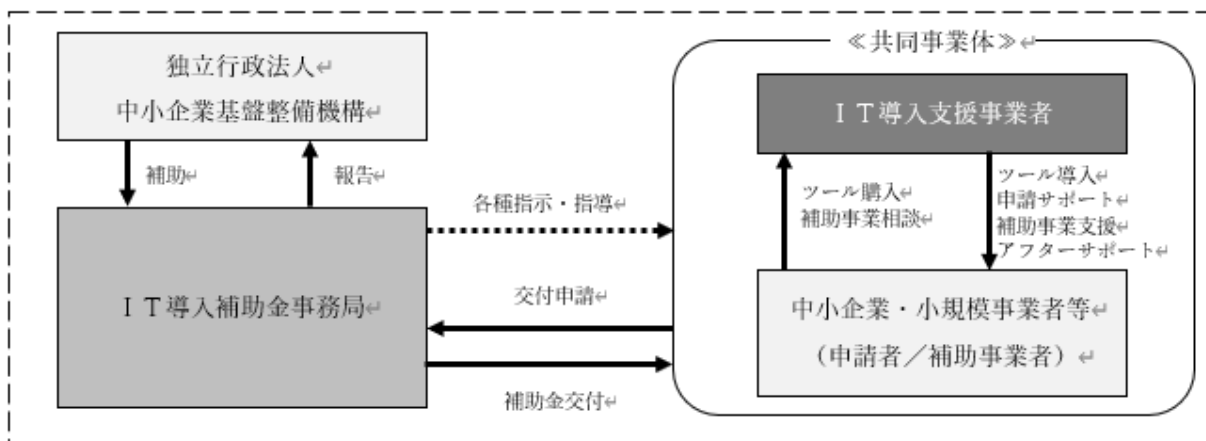 独立行政法人↵
中小企業基盤整備機構↵
補助↵
報告↵
ＩＴ導入補助金事務局↵
各種指示・指導↵
交付申請↵
補助金交付↵
≪共同事業体≫↵
ＩＴ導入支援事業者
ツール購入↵
補助事業相談↵
ツール導入↵
申請サポート↵
補助事業支援↵
アフターサポート↵
中小企業・小規模事業者等↵
（申請者／補助事業者）↵